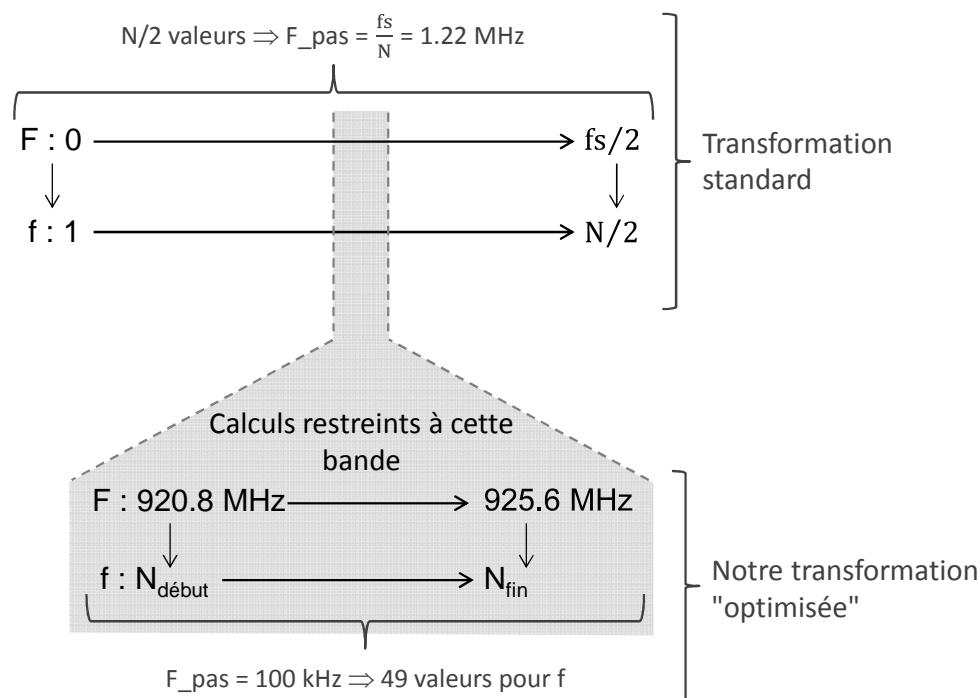 N/2 valeurs ⇒ F_pas = fs/N = 1.22 MHz
F : 0 fs/2
f : 1 N/2
Transformation
standard
Calculs restreints à cette
bande
F : 920.8 MHz 925.6 MHz
f : Ndébut Nfin
Notre transformation
"optimisée"
F_pas = 100 kHz ⇒ 49 valeurs pour f